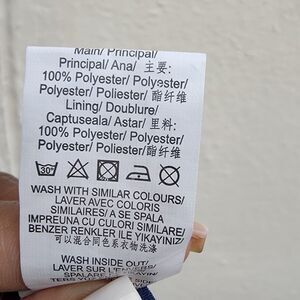 Main/ Principal/
Principal/ Ana/ 主要:
100% Polyester/ Polyester/
Polyester/ Poliester/ 酯纤维
Lining/ Doublure/
Captuseala/ Astar/ 里料:
100% Polyester/ Polyester/
Polyester/ Poliester/ 酯纤维
30°
WASH WITH SIMILAR COLOURS/
LAVER AVEC COLORIS
SIMILAIRES/ A SE SPALA
IMPREUNA CU CULORI SIMILARE/
BENZER RENKLER ILE YIKAYINIZ/
可以混合同色系衣物洗涤
WASH INSIDE OUT/
LAVER SUR L'ENVERS/
SPALARE
TERS YÜZ